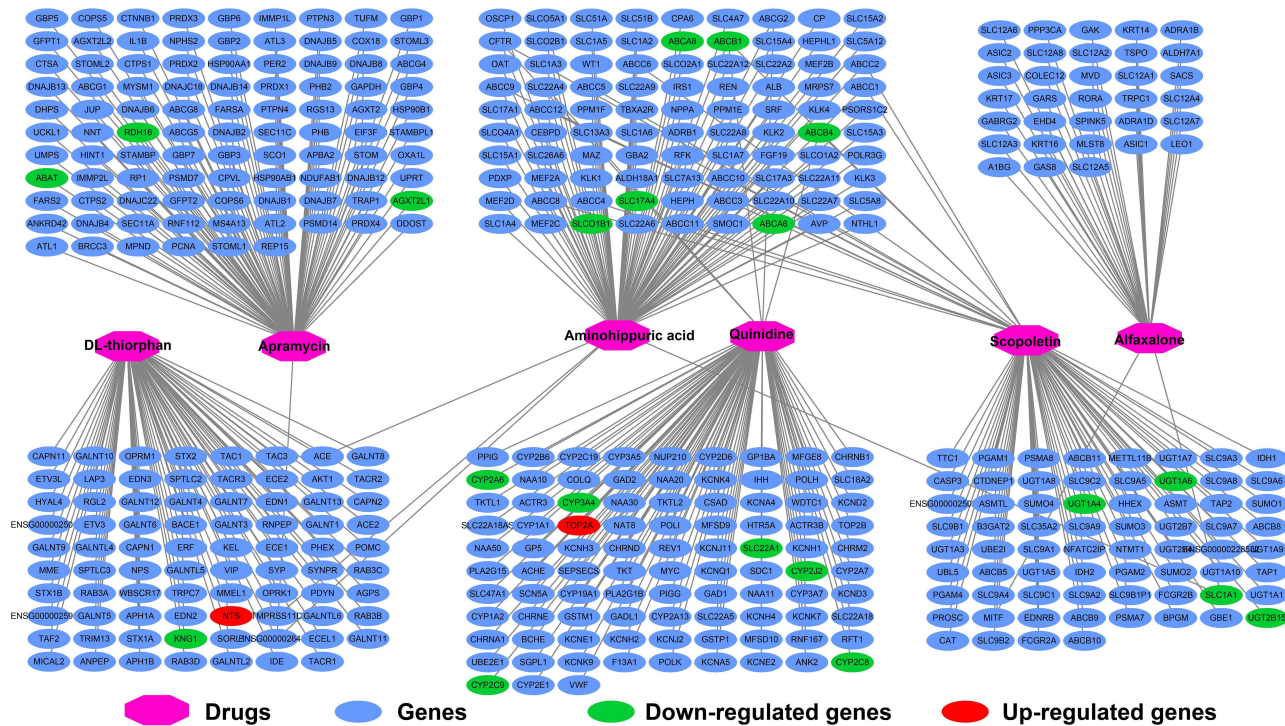 GBP5 COPS5 CTNNB1 PRDX3 GBP6 IMMP1L PTPN3 TUFM GBP1
GFPT1 AGXT2L2 IL1B NPHS2 GBP2 ATL3 DNAJB5 COX18 STOML3
CTSA STOML2 CTPS1 PRDX2 HSP90AA1 PER2 DNAJB9 DNAJB8 ABCG4
DNAJB13 ABCG1 MYSM1 DNAJC18 DNAJB14 PRDX1 PHB2 GAPDH GBP4
DHPS JUP DNAJB6 ABCG8 FARSA PTPN4 RGS13 AGXT2 HSP90B1
UCKL1 NNT RDH16 ABCG5 DNAJB2 SEC11C PHB EIF3F STAMBPL1
UMPS HINT1 STAMBP GBP7 GBP3 SCO1 APBA2 STOM OXA1L
ABAT IMMP2L RP1 PSMD7 CPVL HSP90AB1 NDUFAB1 DNAJB12 UPRT
FARS2 CTPS2 DNAJC22 GFPT2 COPS6 DNAJB1 DNAJB7 TRAP1 AGXT2L1
ANKRD42 DNAJB4 SEC11A RNF112 MS4A13 ATL2 PSMD14 PRDX4 DDOST
ATL1 BRCC3 MPND PCNA STOML1 REP15
OSCP1 SLCO5A1 SLC51A SLC51B CPA6 SLC4A7 ABCG2 CP SLC15A2
CFTR SLCO2B1 SLC1A5 SLC1A2 ABCA8 ABCB1 SLC15A4 HEPHL1 SLC5A12
OAT SLC1A3 WT1 ABCC6 SLCO2A1 SLC22A12 SLC22A2 MEF2B ABCC2
ABCC9 SLC22A4 ABCC5 SLC22A9 IRS1 REN ALB MRPS7 ABCC1
SLC17A1 ABCC12 PPM1F TBXA2R NPPA PPM1E SRF KLK4 PSORS1C2
SLCO4A1 CEBPD SLC13A3 SLC1A6 ADRB1 SLC22A8 KLK2 ABCB4 SLC15A3
SLC15A1 SLC26A6 MAZ GBA2 RFK SLC1A7 FGF19 SLCO1A2 POLR3G
PDXP MEF2A KLK1 ALDH18A1 SLC7A13 ABCC10 SLC17A3 SLC22A11 KLK3
MEF2D ABCC8 ABCC4 SLC17A4 HEPH ABCC3 SLC22A10 SLC22A7 SLC5A8
SLC1A4 MEF2C SLCO1B1 SLC22A6 ABCC11 SMOC1 ABCA6 AVP NTHL1
SLC12A6 PPP3CA GAK KRT14 ADRA1B
ASIC2 SLC12A8 SLC12A2 TSPO ALDH7A1
ASIC3 COLEC12 MVD SLC12A1 SACS
KRT17 GARS RORA TRPC1 SLC12A4
GABRG2 EHD4 SPINK5 ADRA1D SLC12A7
SLC12A3 KRT16 MLST8 ASIC1 LEO1
A1BG GAS8 SLC12A5
DL-thiorphan Apramycin Aminohippuric acid Quinidine Scopoletin Alfaxalone
CAPN11 GALNT10 OPRM1 STX2 TAC1 TAC3 ACE GALNT8
ETV3L LAP3 EDN3 SPTLC2 TACR3 ECE2 AKT1 TACR2
HYAL4 RGL2 GALNT12 GALNT4 GALNT7 EDN1 GALNT13 CAPN2
ENSG00000250 ETV3 GALNT6 BACE1 GALNT3 RNPEP GALNT1 ACE2
GALNT9 GALNTL4 CAPN1 ERF KEL ECE1 PHEX POMC
MME SPTLC3 NPS GALNTL5 VIP SYP SYNPR RAB3C
STX1B RAB3A WBSCR17 TRPC7 MMEL1 OPRK1 PDYN AGPS
ENSG00000259 GALNT5 APH1A EDN2 NTS TMPRSS11D GALNTL6 RAB3B
TAF2 TRIM13 STX1A KNG1 SORL1 ENSG00000264 ECEL1 GALNT11
MICAL2 ANPEP APH1B RAB3D GALNTL2 IDE TACR1
PPIG CYP2B6 CYP2C19 CYP3A5 NUP210 CYP2D6 GP1BA MFGE8 CHRNB1
CYP2A6 NAA10 COLQ GAD2 NAA20 KCNK4 IHH POLH SLC18A2
TKTL1 ACTR3 CYP3A4 NAA30 TKTL2 CSAD KCNA4 WDTC1 KCND2
SLC22A18AS CYP1A1 TOP2A NAT8 POLI MFSD9 HTR5A ACTR3B TOP2B
NAA50 GP5 KCNH3 CHRND REV1 KCNJ11 SLC22A1 KCNH1 CHRM2
PLA2G15 ACHE SEPSECS TKT MYC KCNQ1 SDC1 CYP2J2 CYP2A7
SLC47A1 SCN5A CYP19A1 PLA2G1B PIGG GAD1 NAA11 CYP3A7 KCND3
CYP1A2 CHRNE GSTM1 GADL1 CYP2A13 SLC22A5 KCNH4 KCNK7 SLC22A18
CHRNA1 BCHE KCNE1 KCNH2 KCNJ2 GSTP1 MFSD10 RNF167 RFT1
UBE2E1 SGPL1 KCNK9 F13A1 POLK KCNA5 KCNE2 ANK2 CYP2C8
CYP2C9 CYP2E1 VWF
TTC1 PGAM1 PSMA8 ABCB11 METTL11B UGT1A7 SLC9A3 IDH1
CASP3 CTDNEP1 UGT1A8 SLC9C2 SLC9A5 UGT1A6 SLC9A8 SLC9A6
ENSG00000250 ASMTL SUMO4 UGT1A4 HHEX ASMT TAP2 SUMO1
SLC9B1 B3GAT2 SLC35A2 SLC9A9 SUMO3 UGT2B7 SLC9A7 ABCB8
UGT1A3 UBE2I SLC9A1 NFATC2IP NTMT1 UGT2B4 UGT1A9
UBL5 ABCB5 UGT1A5 IDH2 PGAM2 SUMO2 UGT1A10 TAP1
PGAM4 SLC9A4 SLC9C1 SLC9A2 SLC9B1P1 FCGR2B SLC1A1 UGT1A1
PROSC MITF EDNRB ABCB9 PSMA7 BPGM GBE1 UGT2B15
CAT SLC9B2 FCGR2A ABCB10
Drugs Genes Down-regulated genes Up-regulated genes